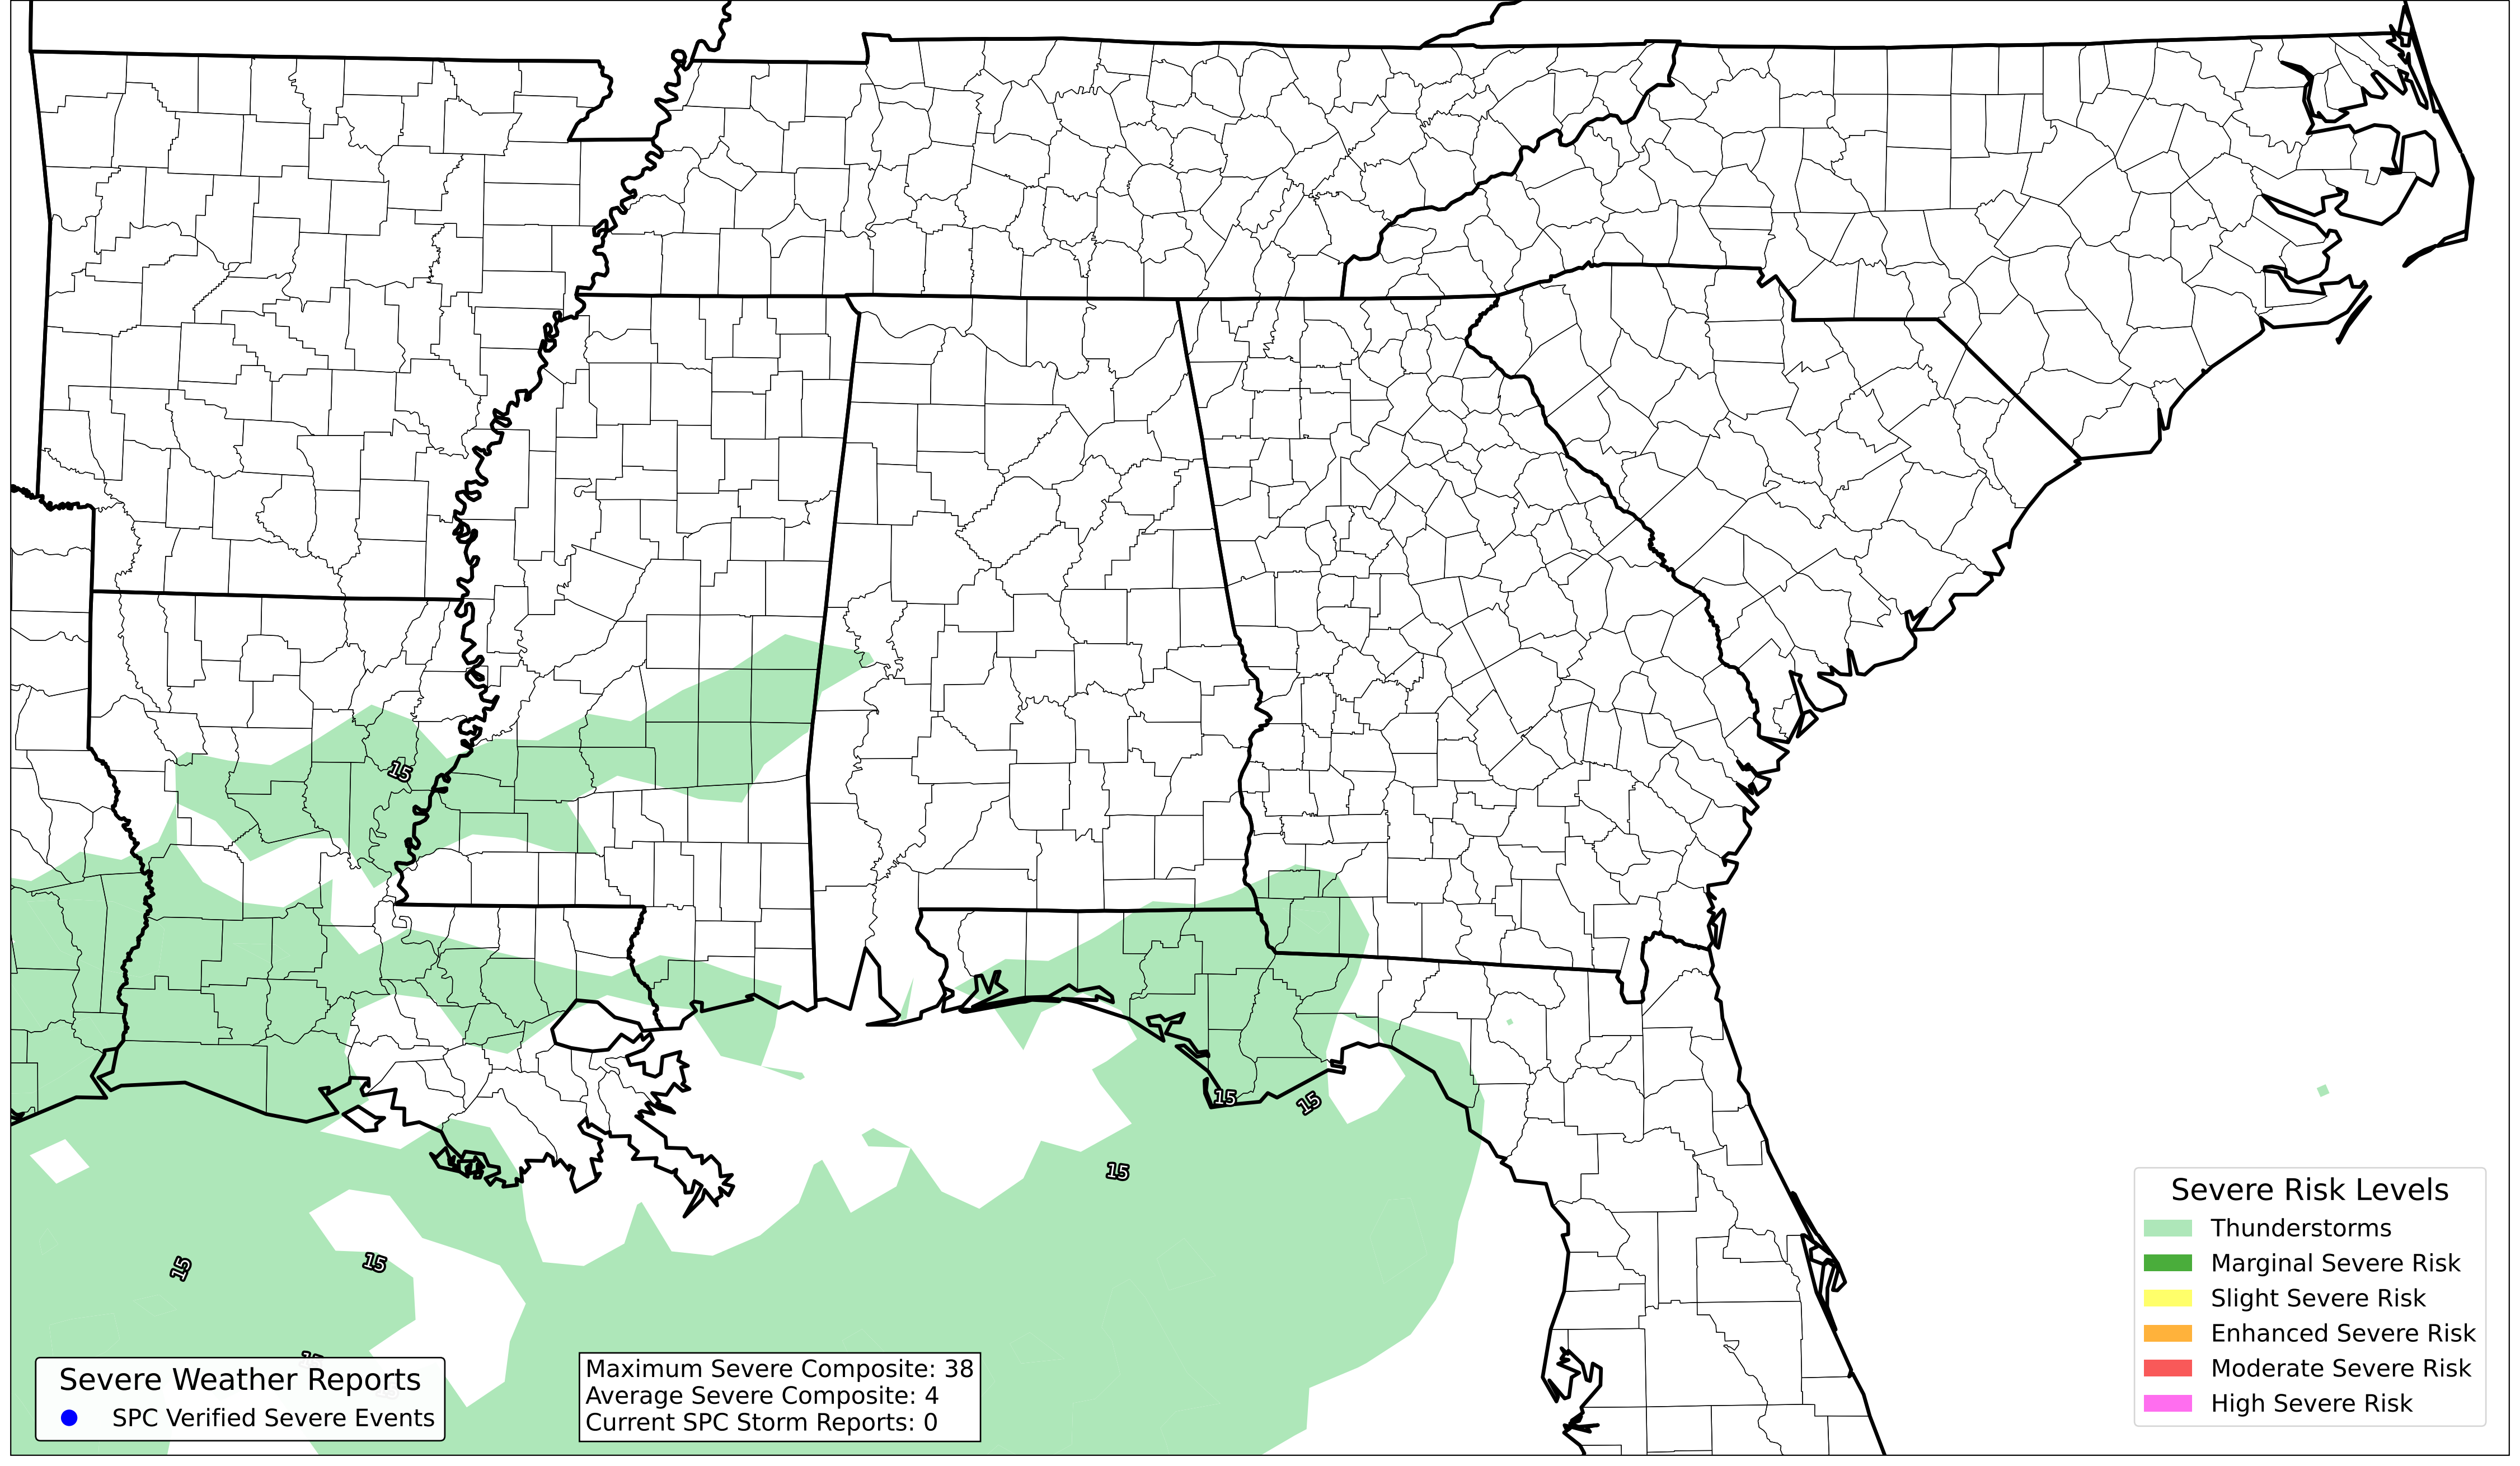 15
15
15
15
15
15
Severe Weather Reports
SPC Verified Severe Events
Maximum Severe Composite: 38
Average Severe Composite: 4
Current SPC Storm Reports: 0
Severe Risk Levels
Thunderstorms
Marginal Severe Risk
Slight Severe Risk
Enhanced Severe Risk
Moderate Severe Risk
High Severe Risk